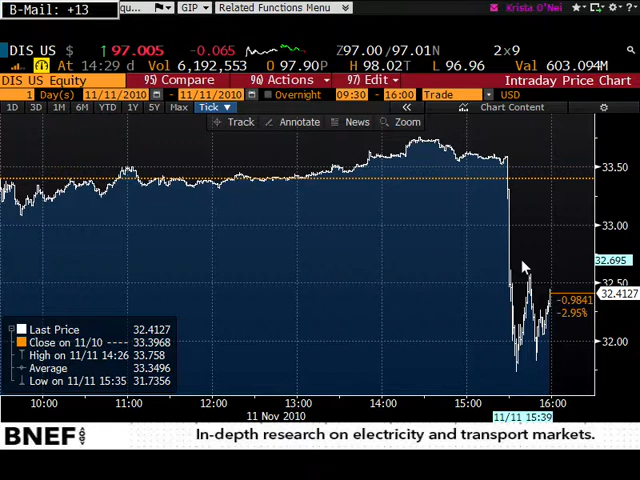 B-Mail: +13 qu... GIP Related Functions Menu Krista O'Nei
DIS US $ 97.005 -0.065 Z97.00 / 97.01N 2x9
At 14:29 d Vol 6,192,553 O 97.90P H 98.02T L 96.96 Val 603.094M
DIS US Equity 95) Compare 96) Actions 97) Edit Intraday Price Chart
1 Day(s) 11/11/2010 - 11/11/2010 Overnight 09:30 - 16:00 Trade USD
1D 3D 1M 6M YTD 1Y 5Y Max Tick Chart Content
Track Annotate News Zoom
33.50
33.00
32.695
32.50
32.4127
-0.9841
-2.95%
32.00
Last Price 32.4127
Close on 11/10 ---- 33.3968
High on 11/11 14:26 33.758
Average 33.3496
Low on 11/11 15:35 31.7356
10:00 11:00 12:00 13:00 14:00 15:00 16:00
11 Nov 2010 11/11 15:39
BNEF In-depth research on electricity and transport markets.